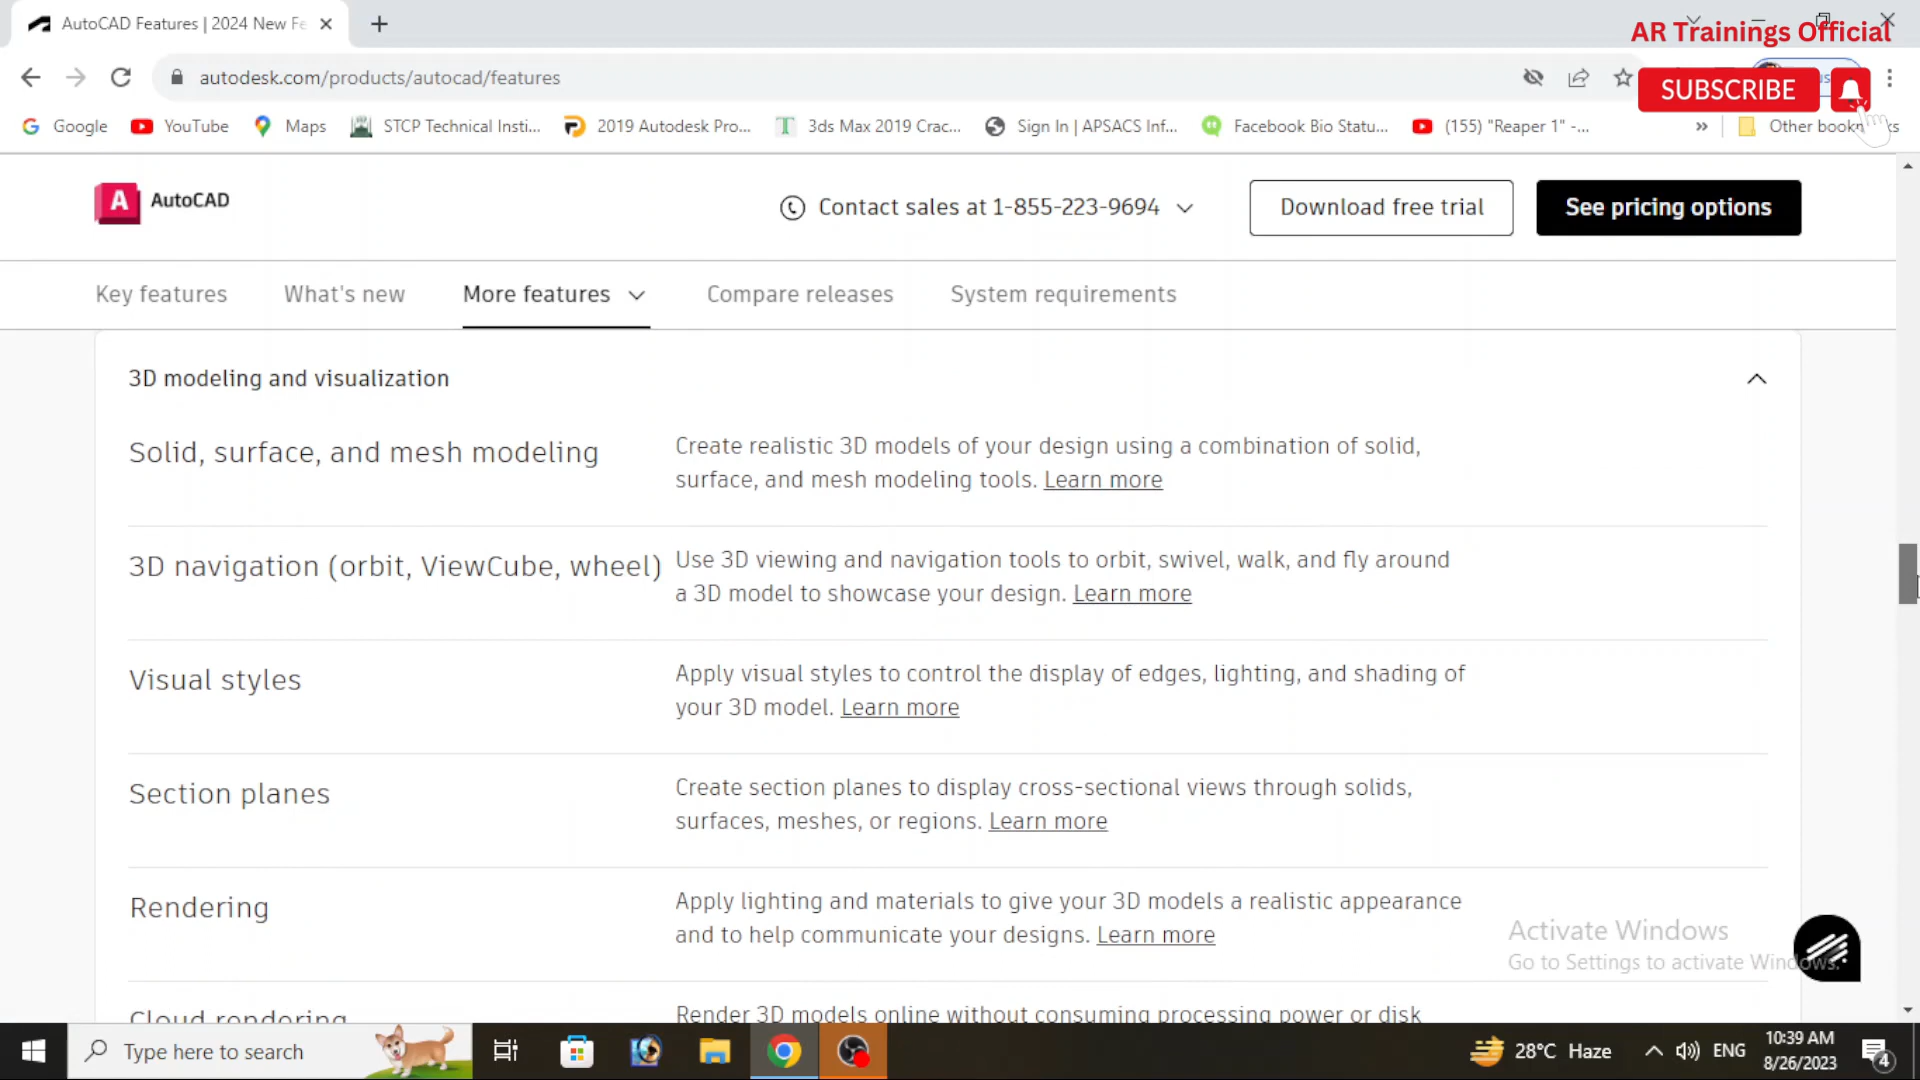 AutoCAD Features | 2024 New Fe
AR Trainings Official
autodesk.com/products/autocad/features
SUBSCRIBE
Google
YouTube
Maps
STCP Technical Insti...
2019 Autodesk Pro...
3ds Max 2019 Crac...
Sign In | APSACS Inf...
Facebook Bio Statu...
(155) "Reaper 1" -...
»
Other bookmarks
A AutoCAD
Contact sales at 1-855-223-9694
Download free trial
See pricing options
Key features
What's new
More features
Compare releases
System requirements
3D modeling and visualization
Solid, surface, and mesh modeling
Create realistic 3D models of your design using a combination of solid,
surface, and mesh modeling tools. Learn more
3D navigation (orbit, ViewCube, wheel)
Use 3D viewing and navigation tools to orbit, swivel, walk, and fly around
a 3D model to showcase your design. Learn more
Visual styles
Apply visual styles to control the display of edges, lighting, and shading of
your 3D model. Learn more
Section planes
Create section planes to display cross-sectional views through solids,
surfaces, meshes, or regions. Learn more
Rendering
Apply lighting and materials to give your 3D models a realistic appearance
and to help communicate your designs. Learn more
Activate Windows
Go to Settings to activate Windows.
Cloud rendering
Render 3D models online without consuming processing power or disk
Type here to search
28°C Haze
ENG
10:39 AM
8/26/2023
4